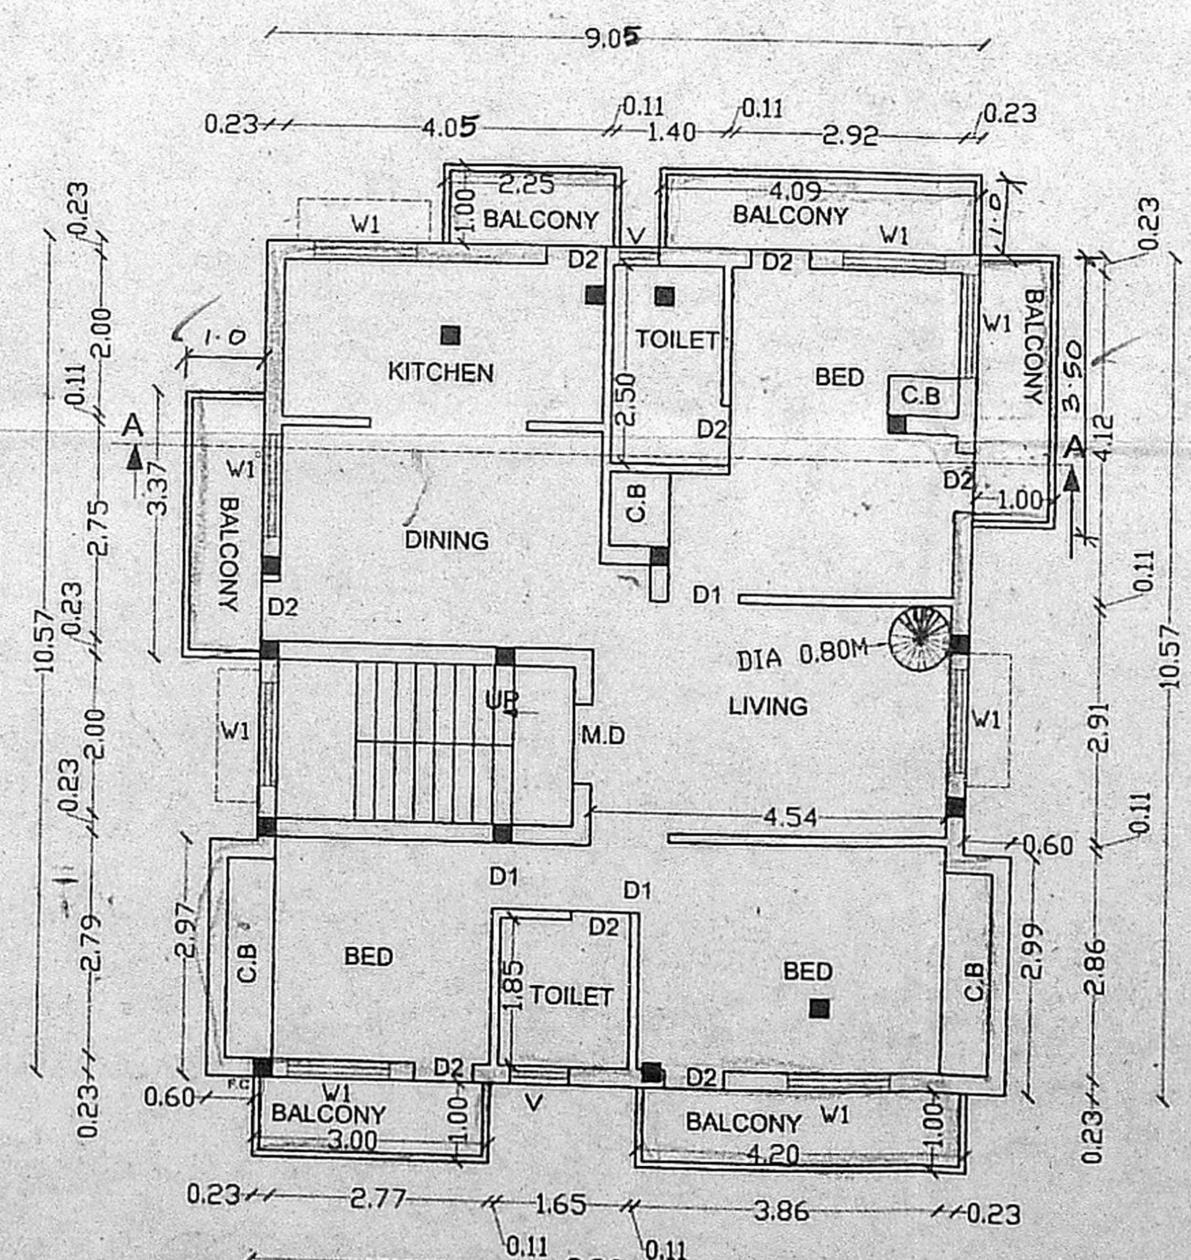 9.05
0.11
0.11
0.23
0.23
4.05
1.40
2.92
2.25
1.00
BALCONY
4.09
BALCONY
1.0
0.23
0.23
W1
V
W1
D2
D2
TOILET
W1
BALCONY
2.00
1.0
KITCHEN
BED
C.B
3.50
0.11
2.50
4.12
A
D2
A
W1
3.37
D2
1.00
C.B
BALCONY
DINING
2.75
0.11
0.23
D2
D1
10.57
10.57
DIA 0.80M
UP
LIVING
W1
M.D
W1
2.91
2.00
0.23
4.54
0.11
0.60
D1
D1
D2
2.97
2.79
C.B
BED
1.85
TOILET
BED
C.B
2.99
2.86
D2
D2
F.C
0.60
W1
BALCONY
3.00
1.00
V
BALCONY
W1
4.20
1.00
0.23
0.23
0.23
2.77
1.65
3.86
0.23
0.11
0.11